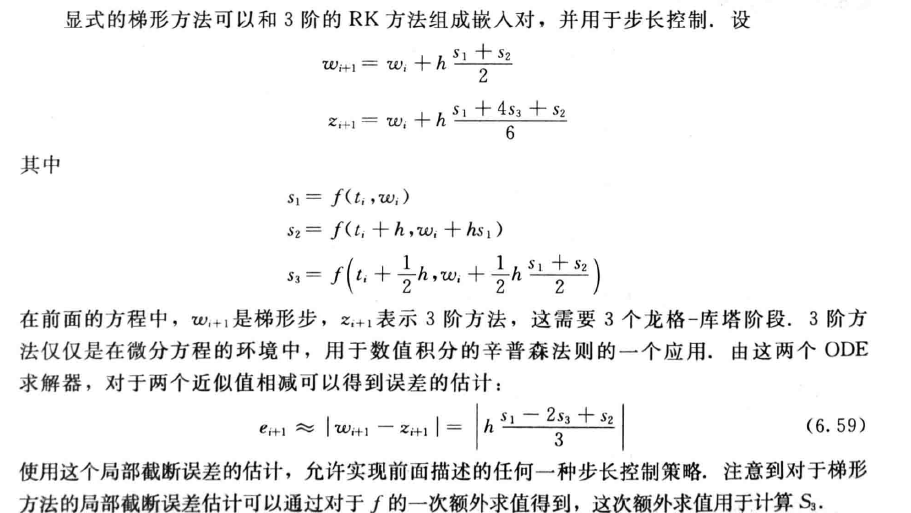 显式的梯形方法可以和 3 阶的 RK 方法组成嵌入对，并用于步长控制．设
w_{i+1} = w_i + h \frac{s_1 + s_2}{2}
z_{i+1} = w_i + h \frac{s_1 + 4s_3 + s_2}{6}
其中
s_1 = f(t_i, w_i)
s_2 = f(t_i + h, w_i + hs_1)
s_3 = f\left(t_i + \frac{1}{2}h, w_i + \frac{1}{2}h \frac{s_1 + s_2}{2}\right)
在前面的方程中，w_{i+1}是梯形步，z_{i+1}表示 3 阶方法，这需要 3 个龙格-库塔阶段．3 阶方
法仅仅是在微分方程的环境中，用于数值积分的辛普森法则的一个应用．由这两个 ODE
求解器，对于两个近似值相减可以得到误差的估计：
e_{i+1} ≈ |w_{i+1} − z_{i+1}| = \left| h \frac{s_1 − 2s_3 + s_2}{3} \right| (6.59)
使用这个局部截断误差的估计，允许实现前面描述的任何一种步长控制策略．注意到对于梯形
方法的局部截断误差估计可以通过对于 f 的一次额外求值得到，这次额外求值用于计算 S_3．